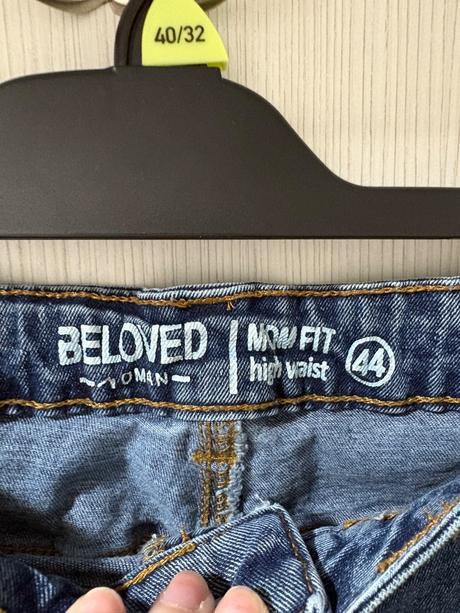 40/32
BELOVED
WOMAN
MOM FIT
high waist
44